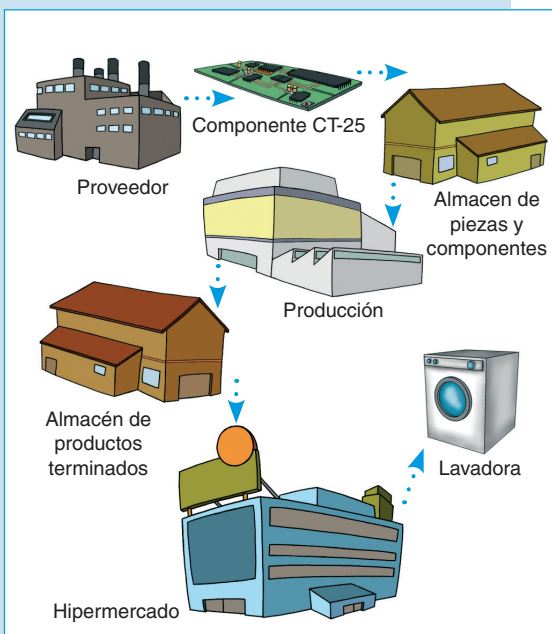 Componente CT-25
Proveedor
Almacen de
piezas y
componentes
Producción
Almacén de
productos
terminados
Lavadora
Hipermercado